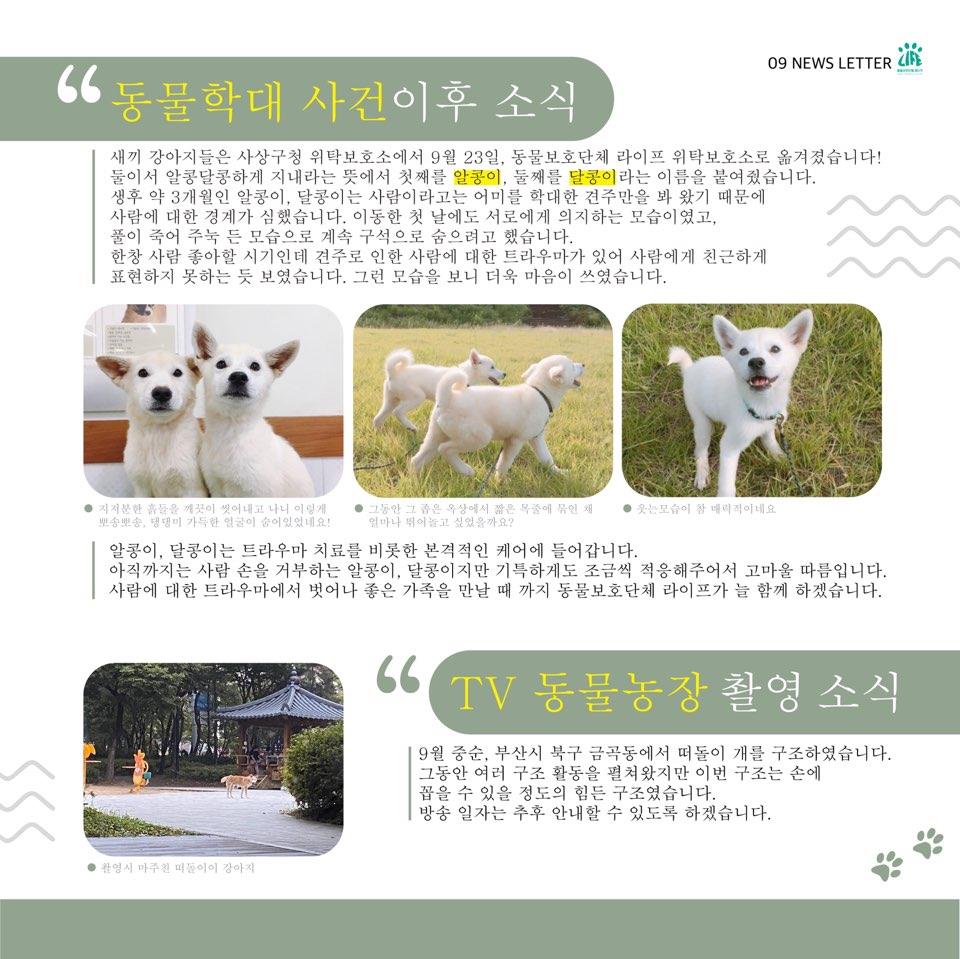 09 NEWS LETTER
LIFE
“ 동물학대 사건이후 소식
새끼 강아지들은 사상구청 위탁보호소에서 9월 23일, 동물보호단체 라이프 위탁보호소로 옮겨졌습니다!
둘이서 알콩달콩하게 지내라는 뜻에서 첫째를 알콩이, 둘째를 달콩이라는 이름을 붙여줬습니다.
생후 약 3개월인 알콩이, 달콩이는 사람이라고는 어미를 학대한 견주만을 봐 왔기 때문에
사람에 대한 경계가 심했습니다. 이동한 첫 날에도 서로에게 의지하는 모습이였고,
풀이 죽어 주눅 든 모습으로 계속 구석으로 숨으려고 했습니다.
한창 사람 좋아할 시기인데 견주로 인한 사람에 대한 트라우마가 있어 사람에게 친근하게
표현하지 못하는 듯 보였습니다. 그런 모습을 보니 더욱 마음이 쓰였습니다.
지저분한 흙들을 깨끗이 씻어내고 나니 이렇게
뽀송뽀송, 댕댕미 가득한 얼굴이 숨어있었네요!
그동안 그 좁은 옥상에서 짧은 목줄에 묶인 채
얼마나 뛰어놀고 싶었을까요?
웃는모습이 참 매력적이네요
알콩이, 달콩이는 트라우마 치료를 비롯한 본격적인 케어에 들어갑니다.
아직까지는 사람 손을 거부하는 알콩이, 달콩이지만 기특하게도 조금씩 적응해주어서 고마울 따름입니다.
사람에 대한 트라우마에서 벗어나 좋은 가족을 만날 때 까지 동물보호단체 라이프가 늘 함께 하겠습니다.
“ TV 동물농장 촬영 소식
9월 중순, 부산시 북구 금곡동에서 떠돌이 개를 구조하였습니다.
그동안 여러 구조 활동을 펼쳐왔지만 이번 구조는 손에
꼽을 수 있을 정도의 힘든 구조였습니다.
방송 일자는 추후 안내할 수 있도록 하겠습니다.
촬영시 마주친 떠돌이이 강아지